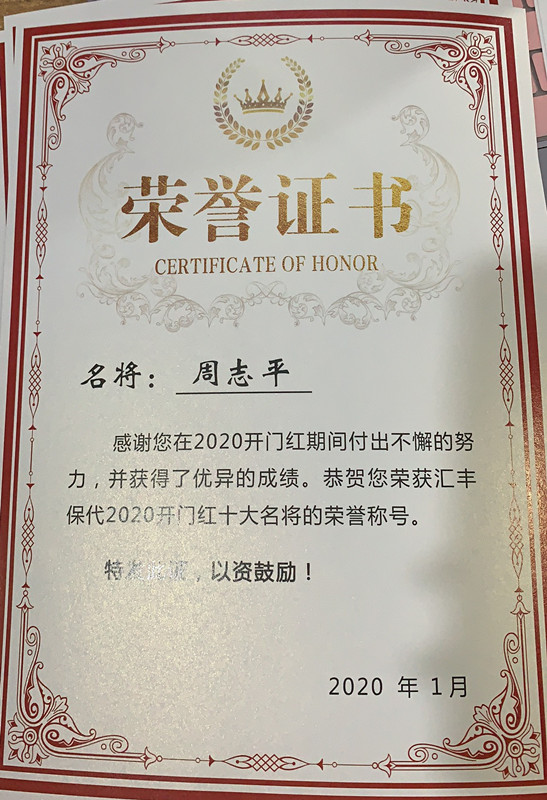 荣誉证书
CERTIFICATE OF HONOR
名将：周志平
感谢您在2020开门红期间付出不懈的努
力，并获得了优异的成绩。恭贺您荣获汇丰
保代2020开门红十大名将的荣誉称号。
特发此状，以资鼓励！
2020 年 1月